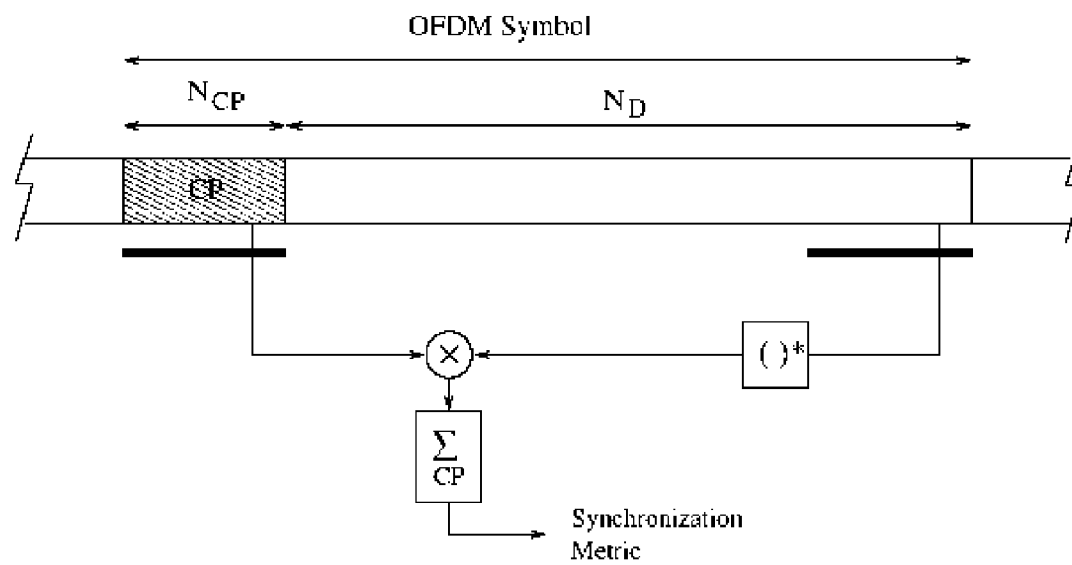 OFDM Symbol
N_CP
N_D
CP
×
( )*
∑
CP
Synchronization
Metric